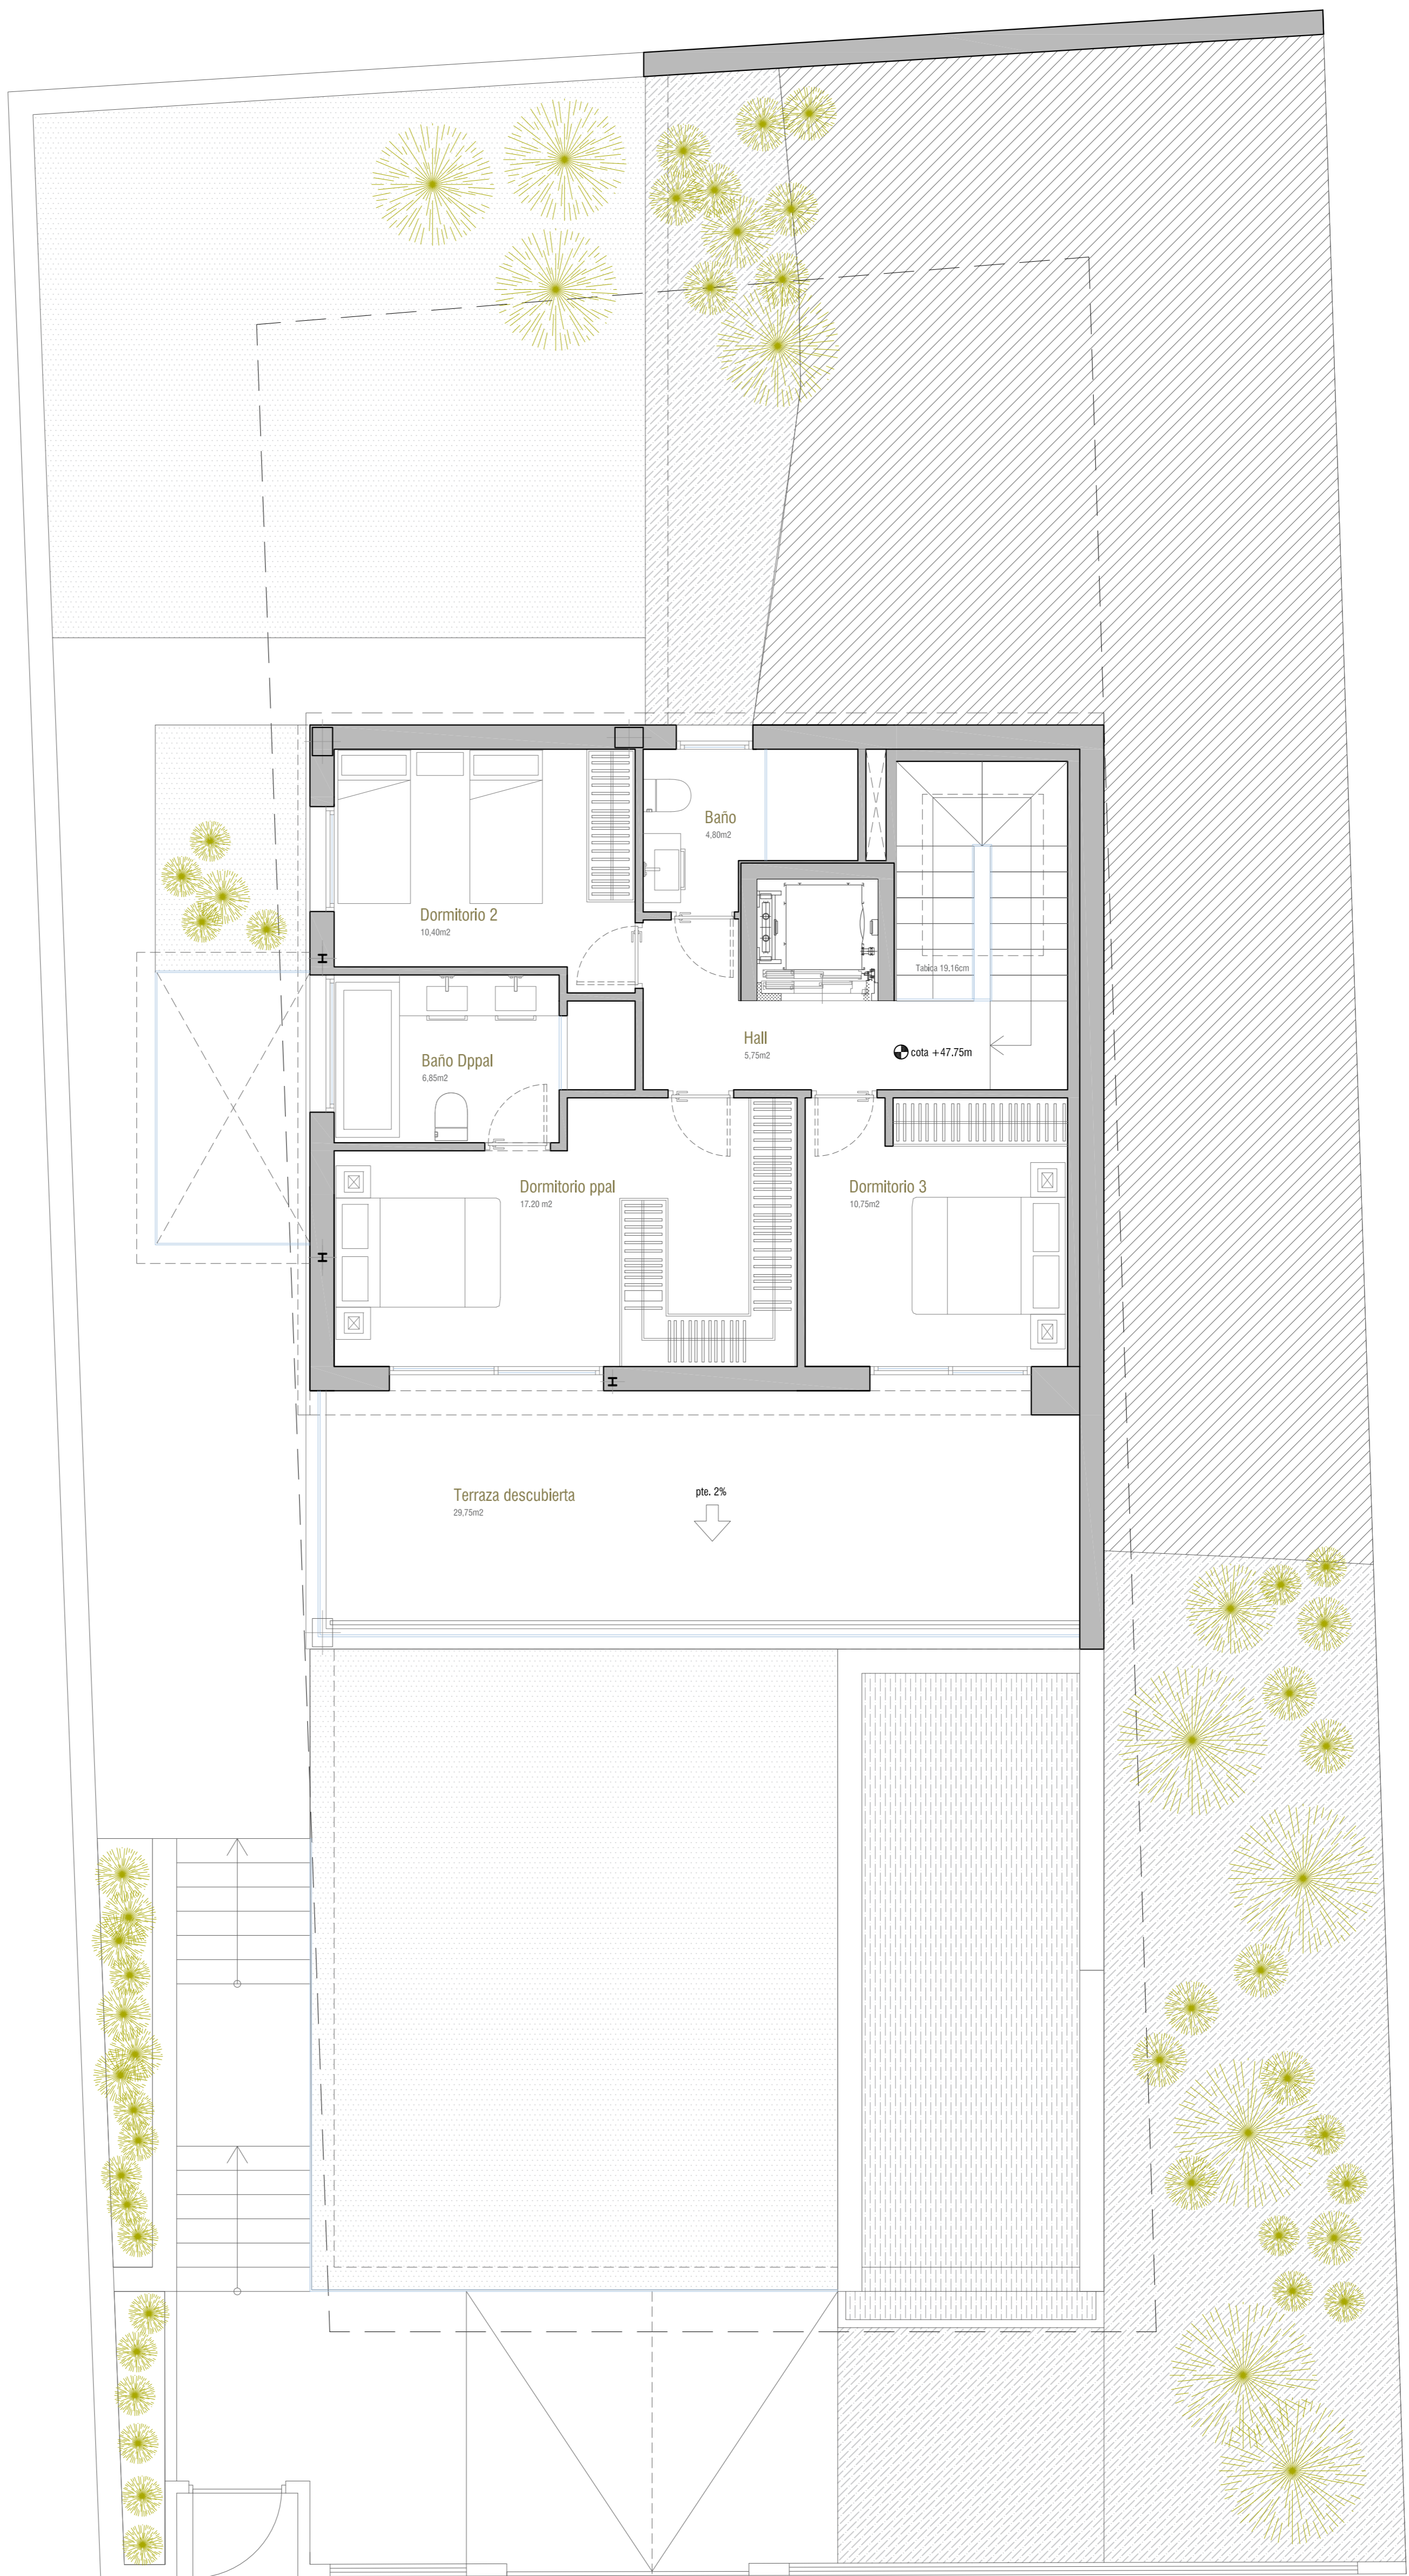 Baño
4,80m2
Dormitorio 2
10,40m2
Tabica 19.16cm
Hall
5,75m2
cota +47.75m
Baño Dppal
6,85m2
Dormitorio ppal
17.20 m2
Dormitorio 3
10,75m2
Terraza descubierta
29,75m2
pte. 2%